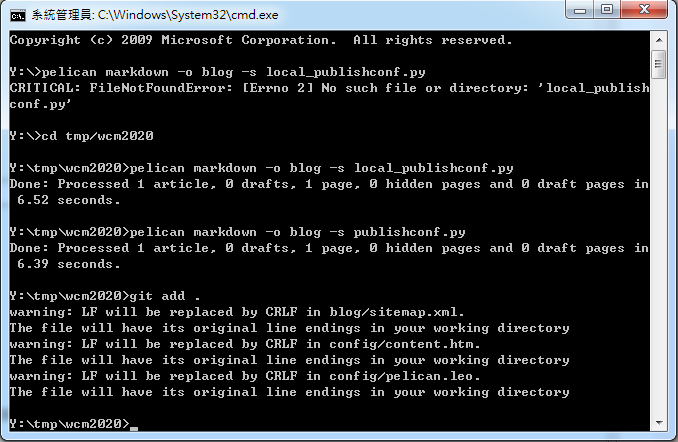 系統管理員: C:\Windows\System32\cmd.exe
Copyright (c) 2009 Microsoft Corporation.  All rights reserved.
Y:\>pelican markdown -o blog -s local_publishconf.py
CRITICAL: FileNotFoundError: [Errno 2] No such file or directory: 'local_publish
conf.py'
Y:\>cd tmp/wcm2020
Y:\tmp\wcm2020>pelican markdown -o blog -s local_publishconf.py
Done: Processed 1 article, 0 drafts, 1 page, 0 hidden pages and 0 draft pages in
 6.52 seconds.
Y:\tmp\wcm2020>pelican markdown -o blog -s publishconf.py
Done: Processed 1 article, 0 drafts, 1 page, 0 hidden pages and 0 draft pages in
 6.39 seconds.
Y:\tmp\wcm2020>git add .
warning: LF will be replaced by CRLF in blog/sitemap.xml.
The file will have its original line endings in your working directory
warning: LF will be replaced by CRLF in config/content.htm.
The file will have its original line endings in your working directory
warning: LF will be replaced by CRLF in config/pelican.leo.
The file will have its original line endings in your working directory
Y:\tmp\wcm2020>